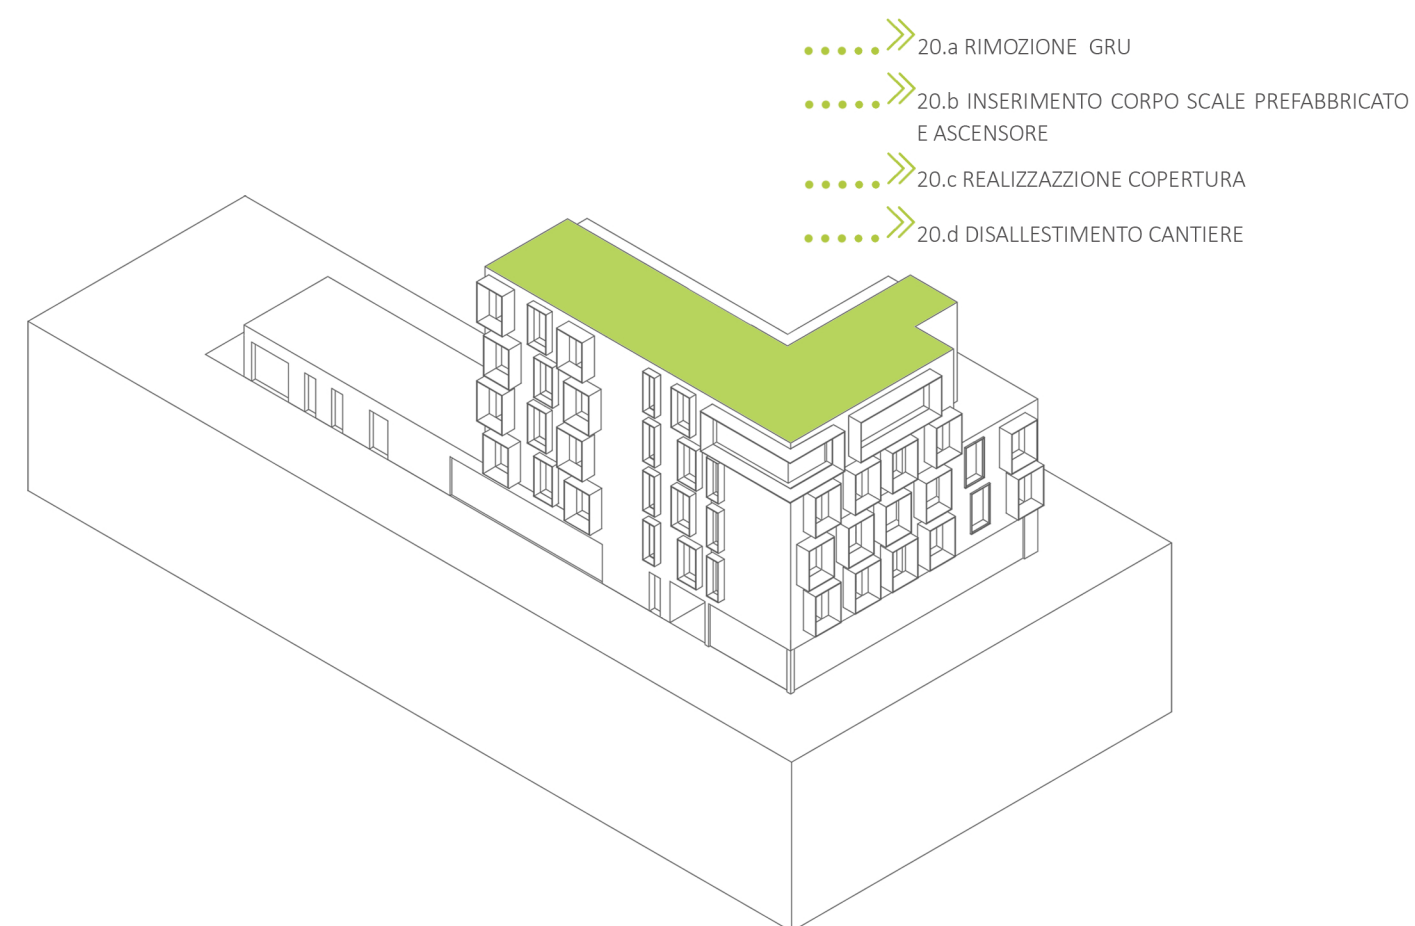 20.a RIMOZIONE GRU
20.b INSERIMENTO CORPO SCALE PREFABBRICATO
E ASCENSORE
20.c REALIZZAZZIONE COPERTURA
20.d DISALLESTIMENTO CANTIERE